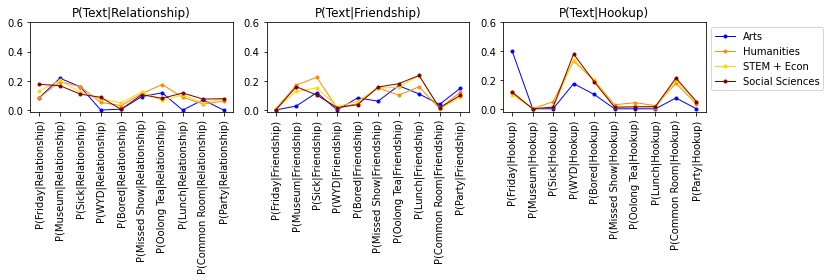 P(Text|Relationship)
0.6
0.4
0.2
0.0
P(Friday|Relationship)
P(Museum|Relationship)
P(Sick|Relationship)
P(WYD|Relationship)
P(Bored|Relationship)
P(Missed Show|Relationship)
P(Oolong Tea|Relationship)
P(Lunch|Relationship)
P(Common Room|Relationship)
P(Party|Relationship)
P(Text|Friendship)
0.6
0.4
0.2
0.0
P(Friday|Friendship)
P(Museum|Friendship)
P(Sick|Friendship)
P(WYD|Friendship)
P(Bored|Friendship)
P(Missed Show|Friendship)
P(Oolong Tea|Friendship)
P(Lunch|Friendship)
P(Common Room|Friendship)
P(Party|Friendship)
P(Text|Hookup)
0.6
0.4
0.2
0.0
P(Friday|Hookup)
P(Museum|Hookup)
P(Sick|Hookup)
P(WYD|Hookup)
P(Bored|Hookup)
P(Missed Show|Hookup)
P(Oolong Tea|Hookup)
P(Lunch|Hookup)
P(Common Room|Hookup)
P(Party|Hookup)
Arts
Humanities
STEM + Econ
Social Sciences